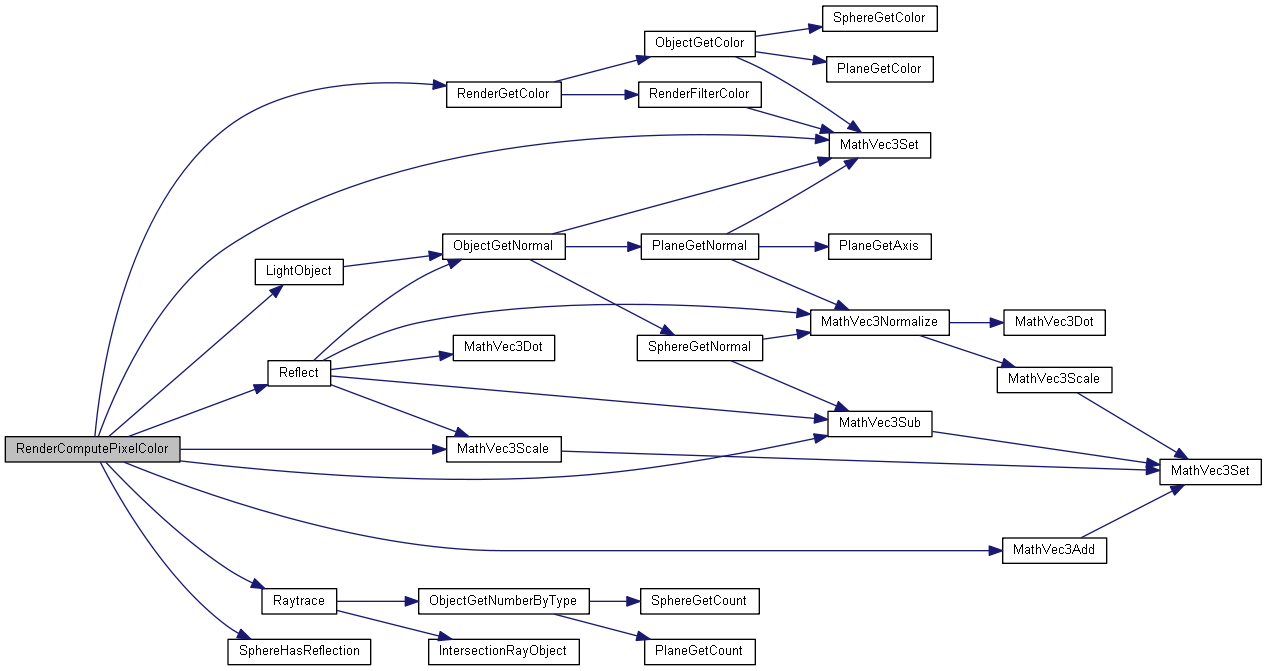 SphereGetColor
ObjectGetColor
PlaneGetColor
RenderGetColor
RenderFilterColor
MathVec3Set
ObjectGetNormal
PlaneGetNormal
PlaneGetAxis
LightObject
MathVec3Normalize
MathVec3Dot
MathVec3Dot
SphereGetNormal
Reflect
MathVec3Scale
MathVec3Sub
RenderComputePixelColor
MathVec3Scale
MathVec3Set
MathVec3Add
Raytrace
ObjectGetNumberByType
SphereGetCount
SphereHasReflection
IntersectionRayObject
PlaneGetCount